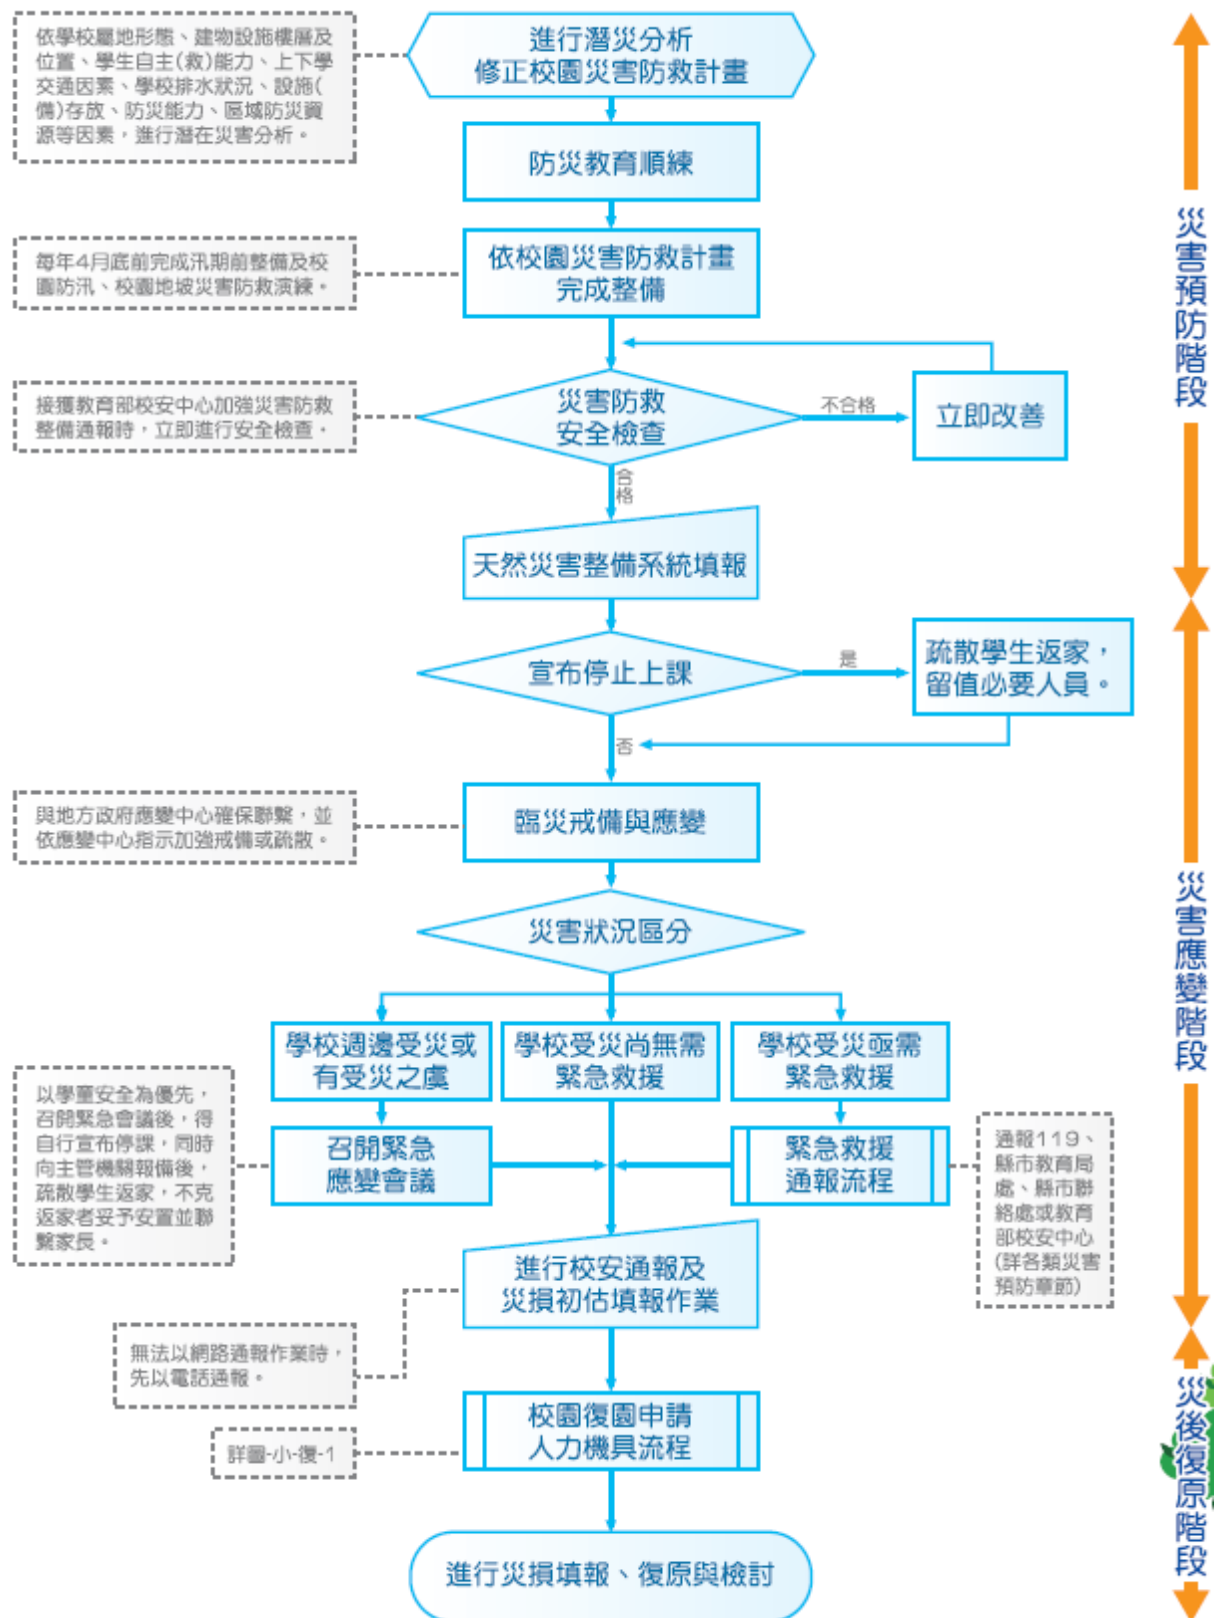 依學校屬地形態、建物設施樓層及
位置、學生自主(救)能力、上下學
交通因素、學校排水狀況、設施(
備)存放、防災能力、區域防災資
源等因素，進行潛在災害分析。
進行潛災分析
修正校園災害防救計畫
防災教育順練
每年4月底前完成汛期前整備及校
園防汛、校園地坡災害防救演練。
依校園災害防救計畫
完成整備
接獲教育部校安中心加強災害防救
整備通報時，立即進行安全檢查。
災害防救
安全檢查
不合格
立即改善
合格
天然災害整備系統填報
災害預防階段
宣布停止上課
是
疏散學生返家，
留值必要人員。
否
與地方政府應變中心確保聯繫，並
依應變中心指示加強戒備或疏散。
臨災戒備與應變
災害狀況區分
學校週邊受災或
有受災之虞
學校受災尚無需
緊急救援
學校受災亟需
緊急救援
以學童安全為優先，
召開緊急會議後，得
自行宣布停課，同時
向主管機關報備後，
疏散學生返家，不克
返家者妥予安置並聯
繫家長。
召開緊急
應變會議
緊急救援
通報流程
通報119、
縣市教育局
處、縣市聯
絡處或教育
部校安中心
(詳各類災害
預防章節)
災害應變階段
進行校安通報及
災損初估填報作業
無法以網路通報作業時，
先以電話通報。
校園復園申請
人力機具流程
詳圖-小-復-1
進行災損填報、復原與檢討
災後復原階段